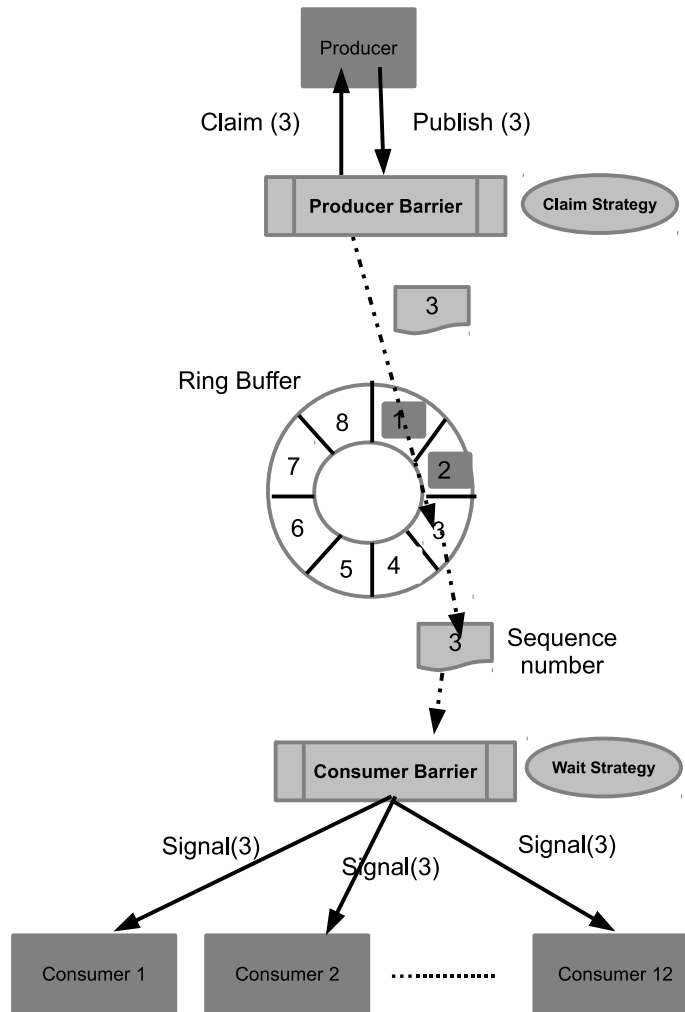 Producer
Claim (3)
Publish (3)
Producer Barrier
Claim Strategy
3
Ring Buffer
8
1
7
2
6
3
5
4
3
Sequence
number
Consumer Barrier
Wait Strategy
Signal(3)
Signal(3)
Signal(3)
Consumer 1
Consumer 2
Consumer 12